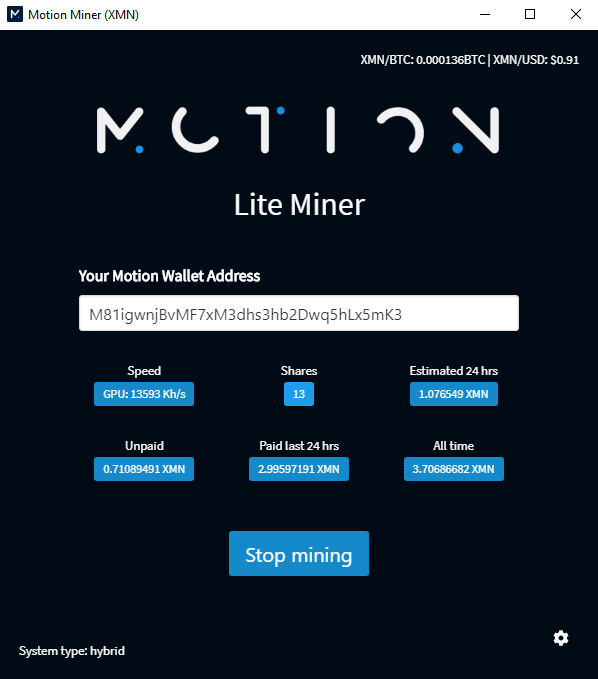 Motion Miner (XMN)
XMN/BTC: 0.000136BTC | XMN/USD: $0.91
MOTION
Lite Miner
Your Motion Wallet Address
M81igwnjBvMF7xM3dhs3hb2Dwq5hLx5mK3
Speed Shares Estimated 24 hrs
GPU: 13593 Kh/s 13 1.076549 XMN
Unpaid Paid last 24 hrs All time
0.71089491 XMN 2.99597191 XMN 3.70686682 XMN
Stop mining
System type: hybrid